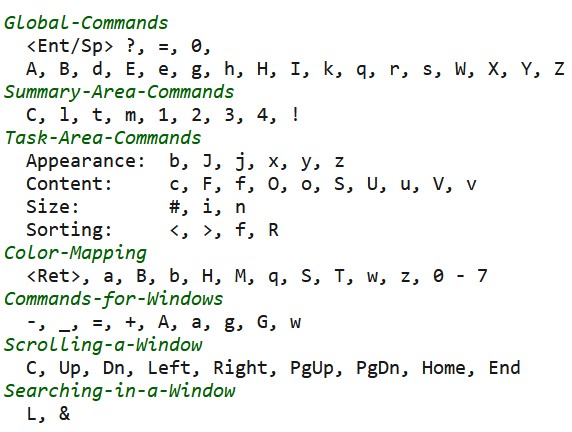 Global-Commands
<Ent/Sp> ?, =, 0,
A, B, d, E, e, g, h, H, I, k, q, r, s, W, X, Y, Z
Summary-Area-Commands
C, l, t, m, 1, 2, 3, 4, !
Task-Area-Commands
Appearance: b, J, j, x, y, z
Content: c, F, f, O, o, S, U, u, V, v
Size: #, i, n
Sorting: <, >, f, R
Color-Mapping
<Ret>, a, B, b, H, M, q, S, T, w, z, 0 - 7
Commands-for-Windows
-, _, =, +, A, a, g, G, w
Scrolling-a-Window
C, Up, Dn, Left, Right, PgUp, PgDn, Home, End
Searching-in-a-Window
L, &